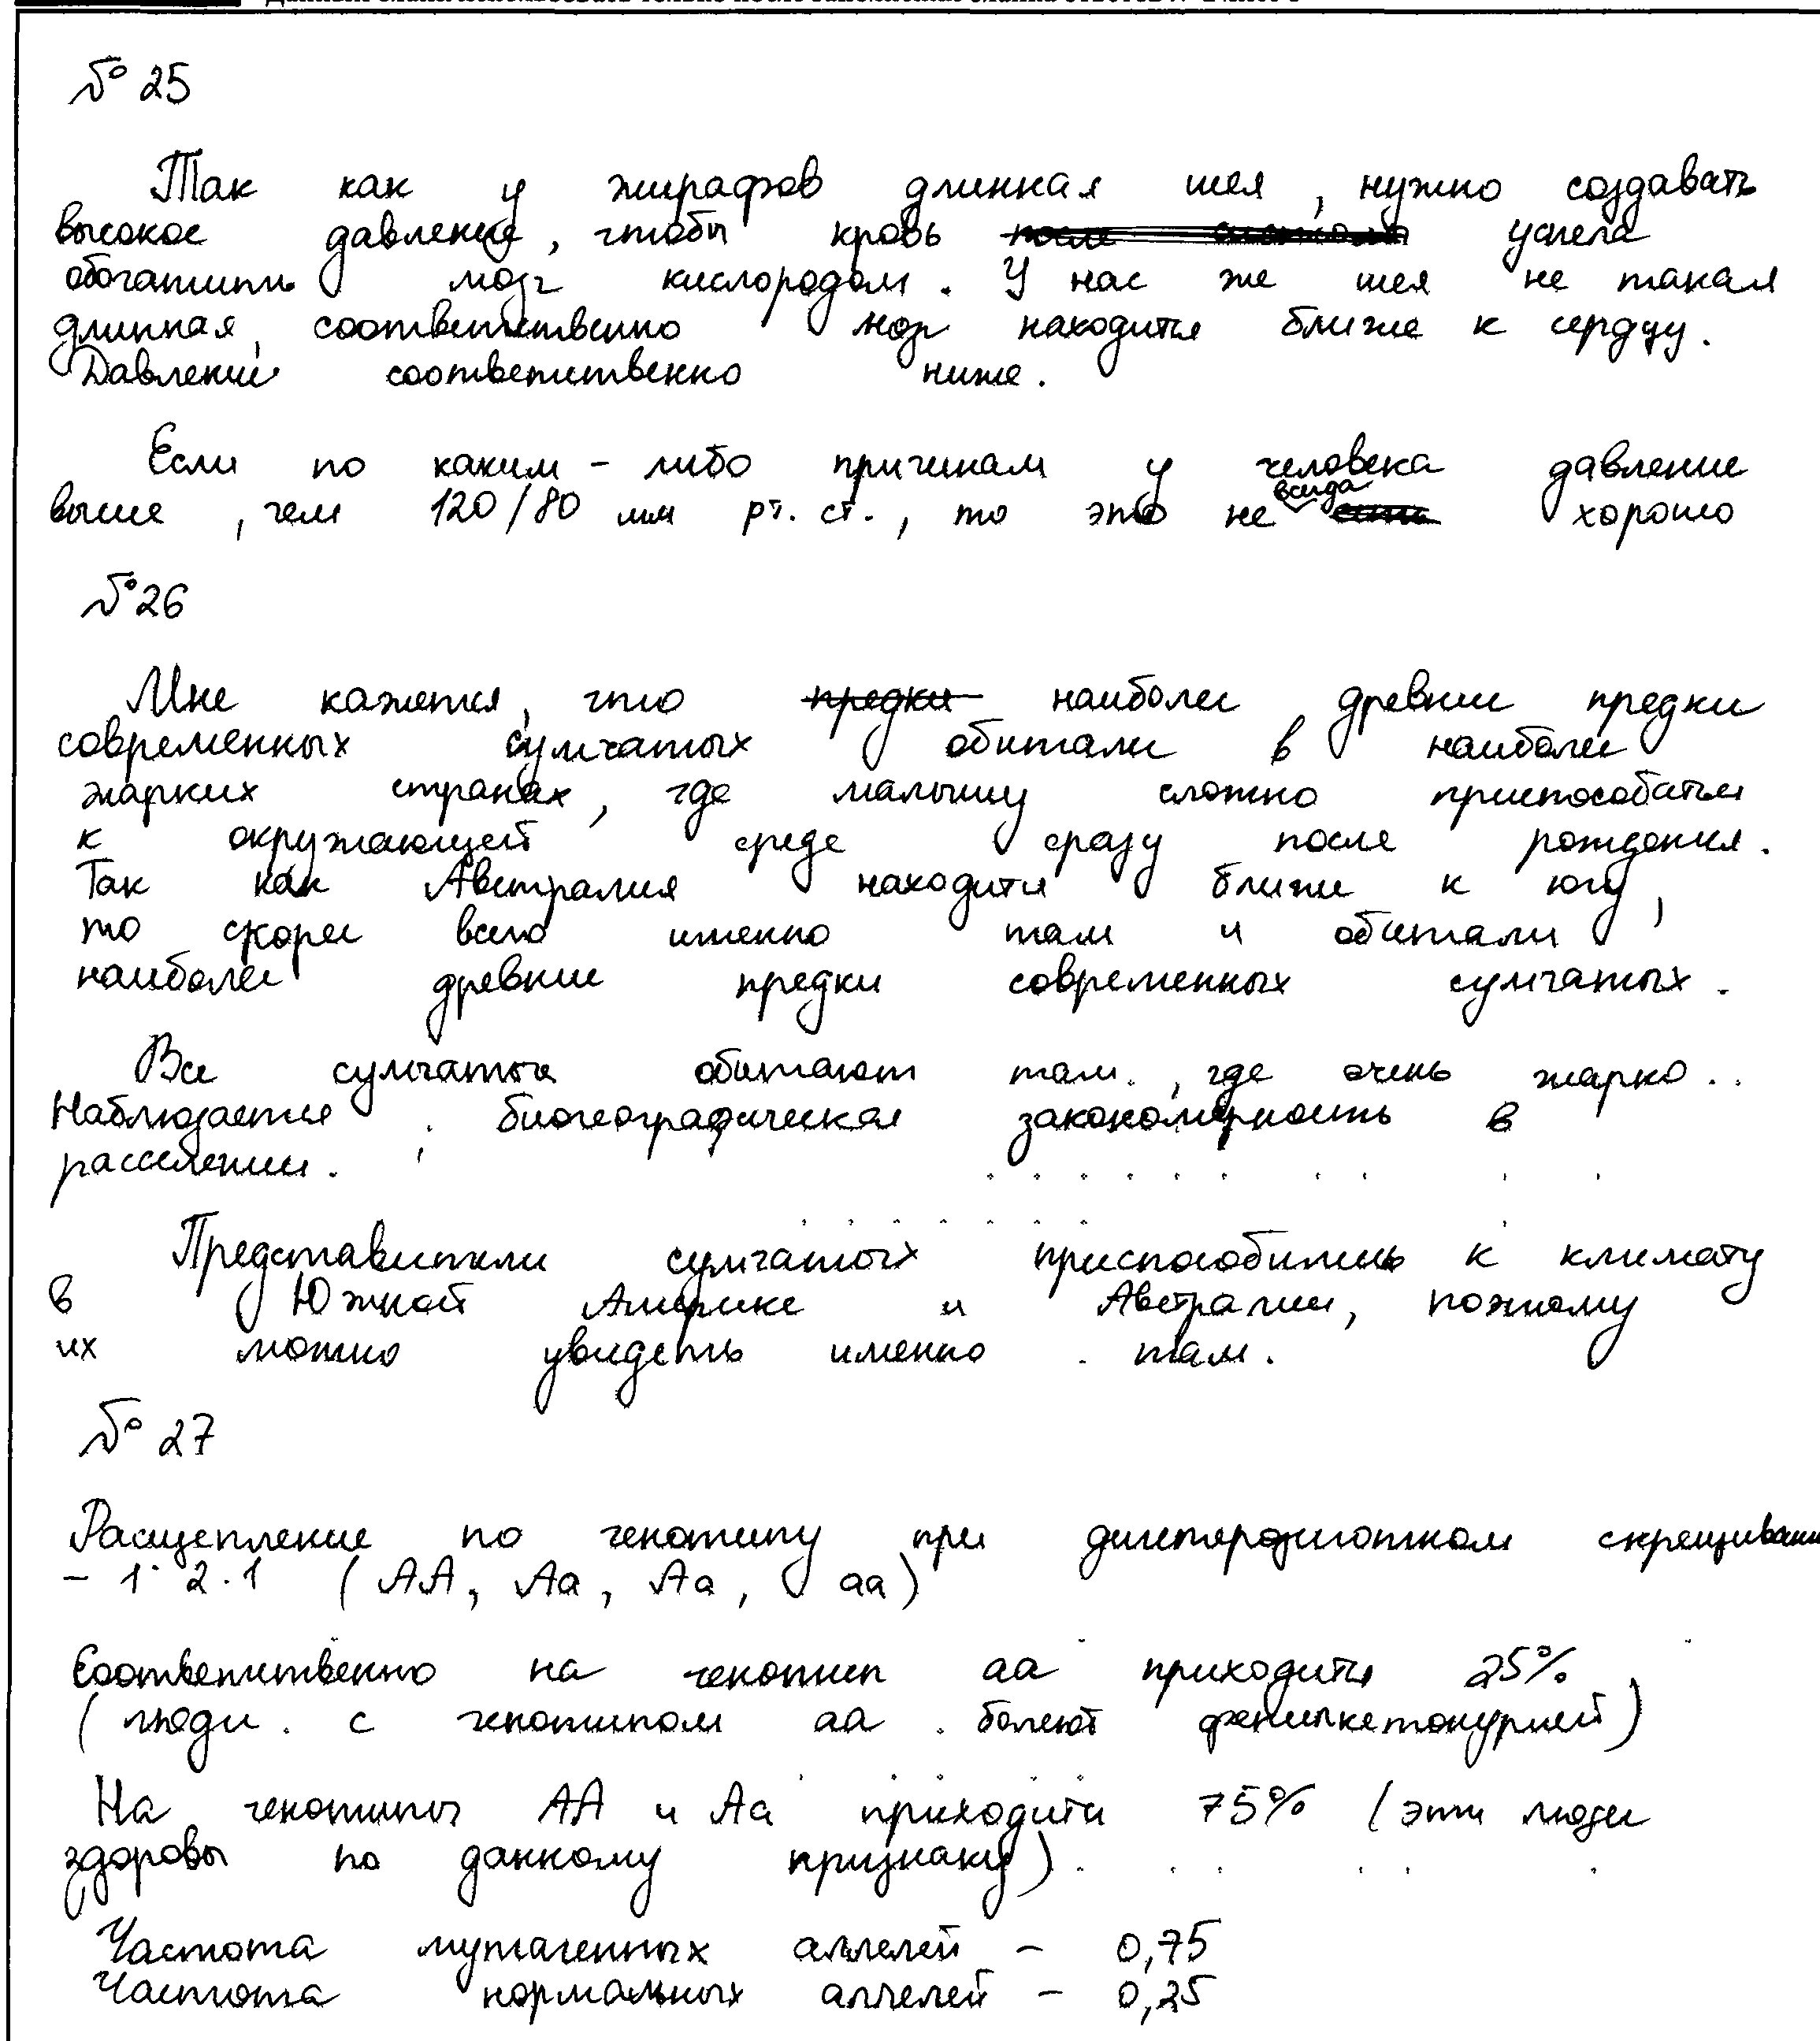 № 25
Так как у жирафов длинная шея, нужно создавать
высокое давление, чтобы кровь успела
обогатить мозг кислородом. У нас же шея не такая
длинная, соответственно мозг находится ближе к сердцу.
Давление соответственно ниже.
Если по каким-либо причинам у человека давление
выше, чем 120/80 мм рт. ст., то это не всегда хорошо
№ 26
Мне кажется, что предки наиболее древние предки
современных сумчатых обитали в наиболее
жарких странах, где малышу сложно приспособаться
к окружающей среде сразу после рождения.
Так как Австралия находится ближе к югу,
то скорее всего именно там и обитали
наиболее древние предки современных сумчатых.
Все сумчатые обитают там, где очень жарко.
Наблюдается биогеографическая закономерность в
расселении.
Представители сумчатых приспособились к климату
в Южной Америке и Австралии, поэтому
их можно увидеть именно там.
№ 27
Расщепление по генотипу при дигетерозиготном скрещивании
- 1:2:1 (АА, Аа, Аа, аа)
Соответственно на генотип аа приходится 25%
(люди с генотипом аа болеют фенилкетонурией)
На генотипы АА и Аа приходится 75% (эти люди
здоровы по данному признаку).
Частота мутагенных аллелей - 0,75
Частота нормальных аллелей - 0,25